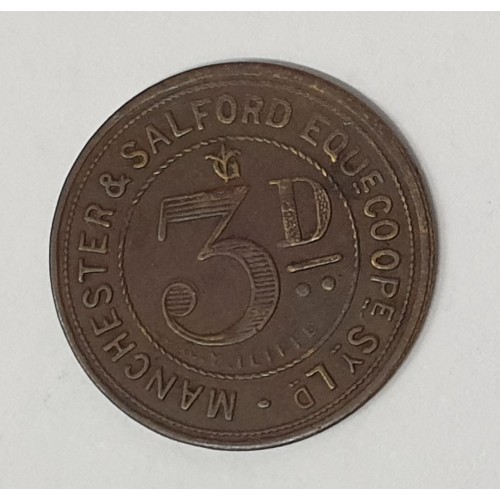 MANCHESTER & SALFORD EQUE COOPE SY LD
3D